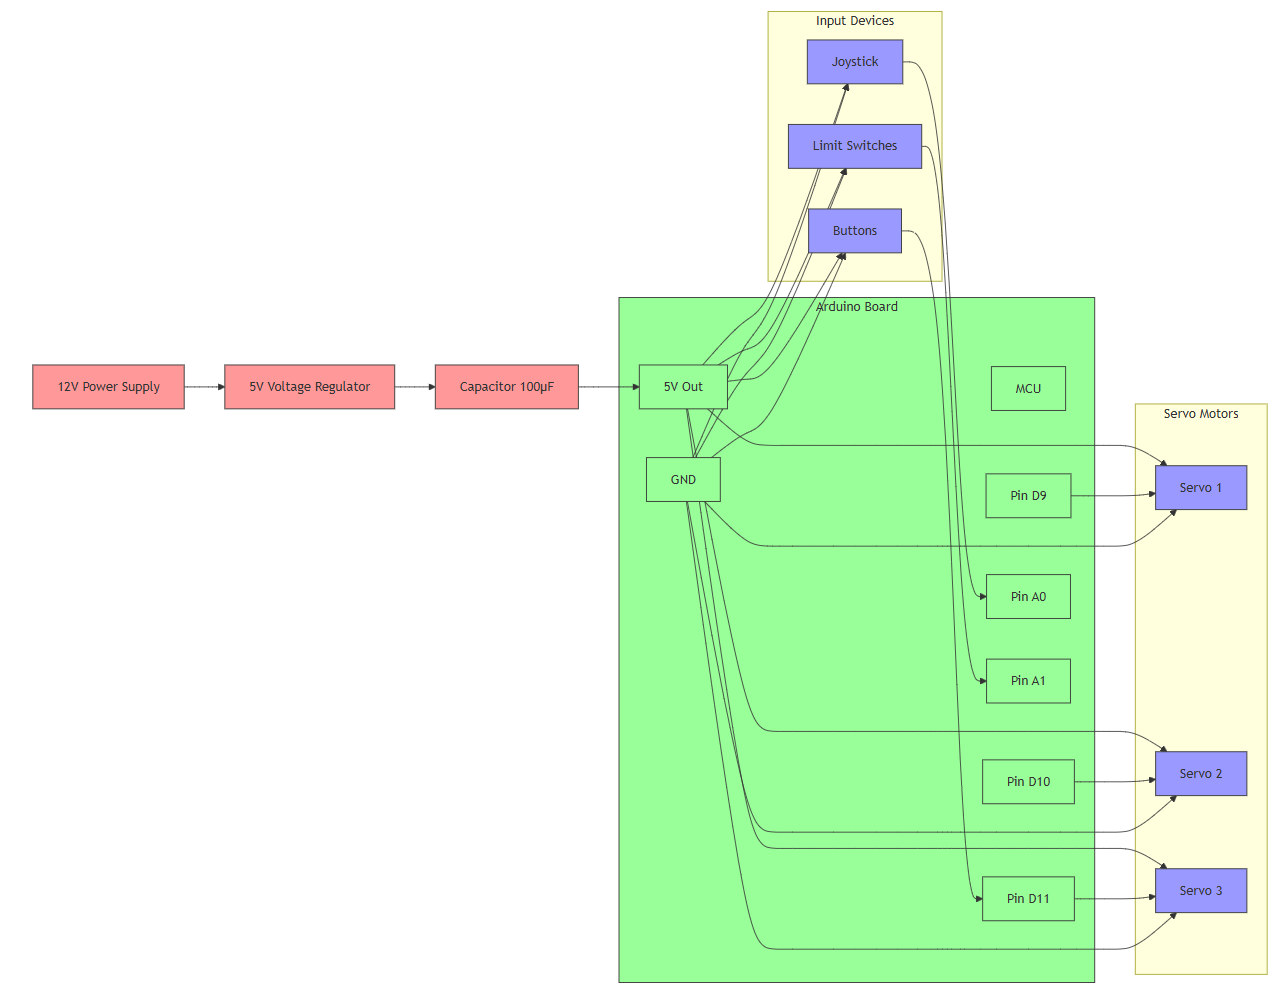 Input Devices
Joystick
Limit Switches
Buttons
Arduino Board
12V Power Supply
5V Voltage Regulator
Capacitor 100µF
5V Out
MCU
GND
Pin D9
Pin A0
Pin A1
Pin D10
Pin D11
Servo Motors
Servo 1
Servo 2
Servo 3